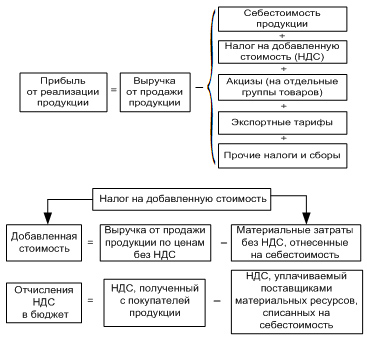 Себестоимость
продукции
+
Налог на добавленную
стоимость (НДС)
+
Прибыль
от реализации
продукции
=
Выручка
от продажи
продукции
–
Акцизы (на отдельные
группы товаров)
+
Экспортные тарифы
+
Прочие налоги и сборы
Налог на добавленную стоимость
Добавленная
стоимость
=
Выручка от продажи
продукции по ценам
без НДС
–
Материальные затраты
без НДС, отнесенные
на себестоимость
Отчисления
НДС
в бюджет
=
НДС, полученный
с покупателей
продукции
–
НДС, уплачиваемый
поставщиками
материальных ресурсов,
списанных на
себестоимость